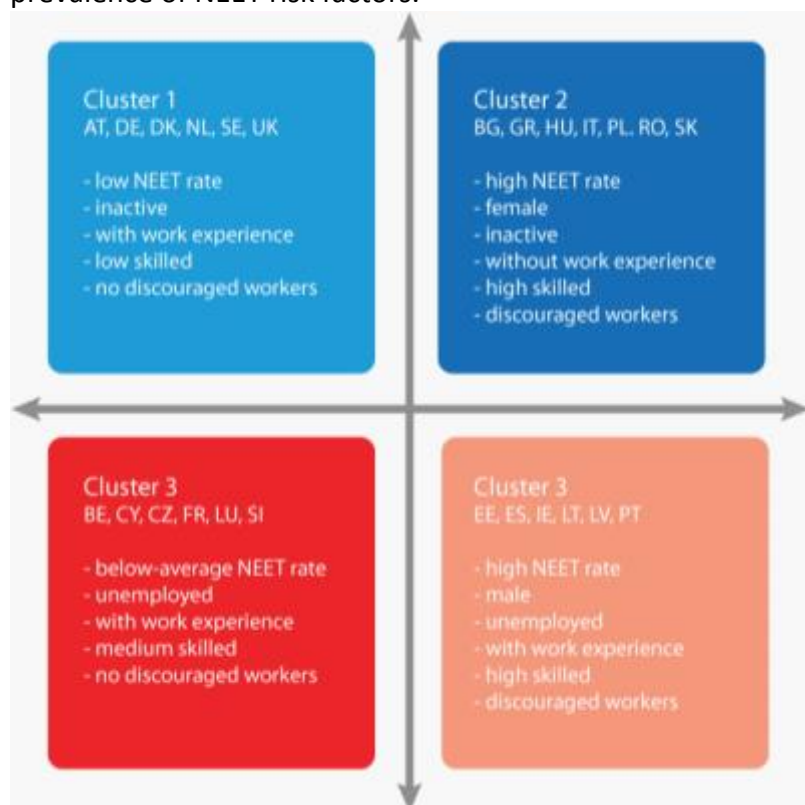 prevalence of NEET risk factors.
Cluster 1
AT, DE, DK, NL, SE, UK
- low NEET rate
- inactive
- with work experience
- low skilled
- no discouraged workers
Cluster 2
BG, GR, HU, IT, PL. RO, SK
- high NEET rate
- female
- inactive
- without work experience
- high skilled
- discouraged workers
Cluster 3
BE, CY, CZ, FR, LU, SI
- below-average NEET rate
- unemployed
- with work experience
- medium skilled
- no discouraged workers
Cluster 3
EE, ES, IE, LT, LV, PT
- high NEET rate
- male
- unemployed
- with work experience
- high skilled
- discouraged workers